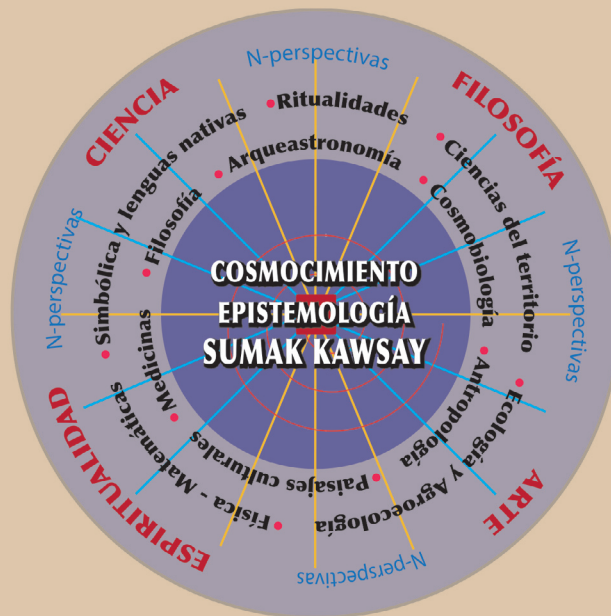 N-perspectivas
CIENCIA
FILOSOFÍA
Ritualidades
Arqueastronomía
Simbólica y lenguas nativas
Filosofía
Ciencias del territorio
Cosmobiología
N-perspectivas
N-perspectivas
COSMOCIMIENTO
EPISTEMOLOGÍA
SUMAK KAWSAY
Medicinas
Física - Matemáticas
Antropología
Ecología y Agroecología
Paisajes culturales
ESPIRITUALIDAD
ARTE
N-perspectivas